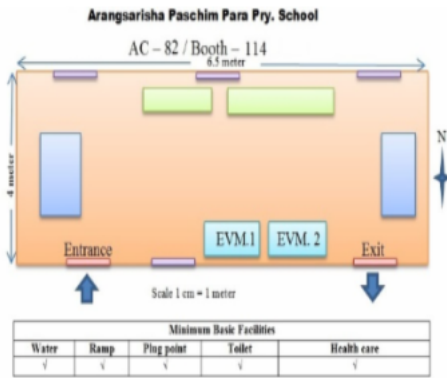 Arangsarisha Paschim Para Pry. School
AC – 82 / Booth – 114
6.5 meter
4 meter
N
EVM.1 EVM. 2
Entrance Exit
Scale 1 cm = 1 meter
Minimum Basic Facilities
Water Ramp Plug point Toilet Health care
√ √ √ √ √